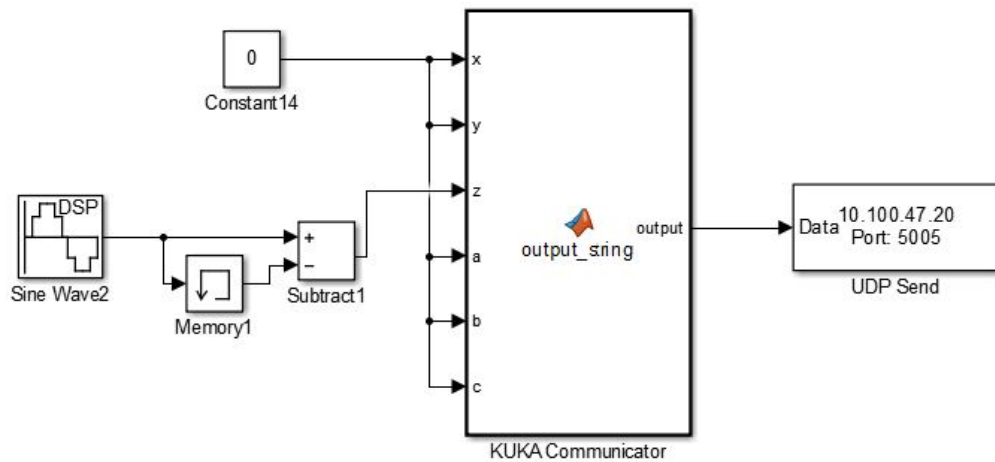 0
Constant14
DSP
Sine Wave2
Memory1
+
−
Subtract1
x
y
z
a
b
c
output_string
output
KUKA Communicator
Data
10.100.47.20
Port: 5005
UDP Send